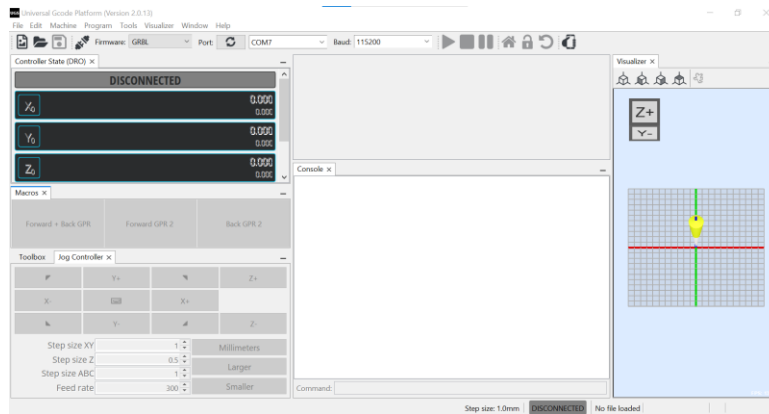 Universal Gcode Platform (Version 2.0.13)
File Edit Machine Program Tools Visualizer Window Help
Firmware: GRBL Port: COM7 Baud: 115200
Controller State (DRO) ×
DISCONNECTED
X0 0.000
0.000
Y0 0.000
0.000
Z0 0.000
0.000
Macros ×
Forward + Back GPR Forward GPR 2 Back GPR 2
Toolbox Jog Controller ×
Y+ Z+
X- X+
Y- Z-
Step size XY 1 Millimeters
Step size Z 0.5
Step size ABC 1 Larger
Feed rate 300 Smaller
Console ×
Command:
Visualizer ×
Z+
Y-
Step size: 1.0mm DISCONNECTED No file loaded